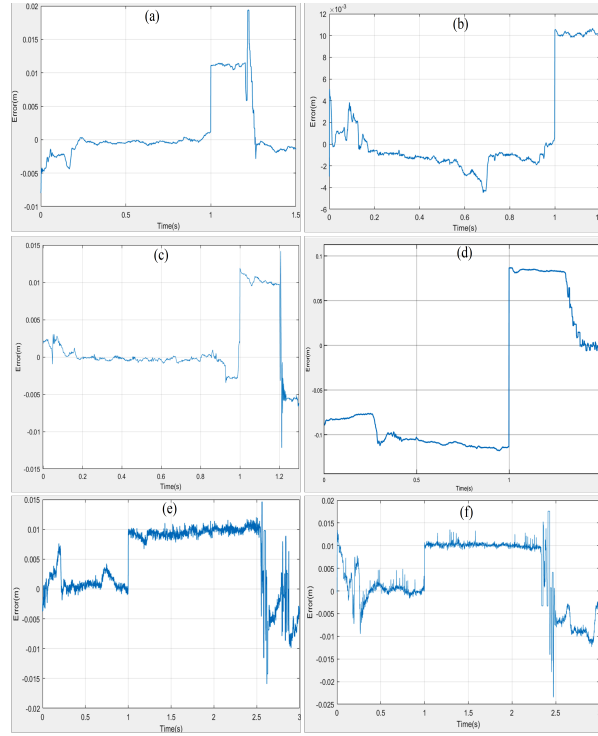 (a)
0.02
0.015
0.01
0.005
0
-0.005
-0.01
Error(m)
0 0.5 1 1.5
Time(s)
×10⁻³
(b)
12
10
8
6
4
2
0
-2
-4
-6
Error(m)
0 0.2 0.4 0.6 0.8 1
Time(s)
(c)
0.015
0.01
0.005
0
-0.005
-0.01
-0.015
Error(m)
0 0.2 0.4 0.6 0.8 1 1.2
Time(s)
(d)
0.1
0.05
0
-0.05
-0.1
Error(m)
0 0.5 1
Time(s)
(e)
0.015
0.01
0.005
0
-0.005
-0.01
-0.015
-0.02
Error(m)
0 0.5 1 1.5 2 2.5 3
Time(s)
(f)
0.02
0.015
0.01
0.005
0
-0.005
-0.01
-0.015
-0.02
-0.025
Error(m)
0 0.5 1 1.5 2 2.5
Time(s)